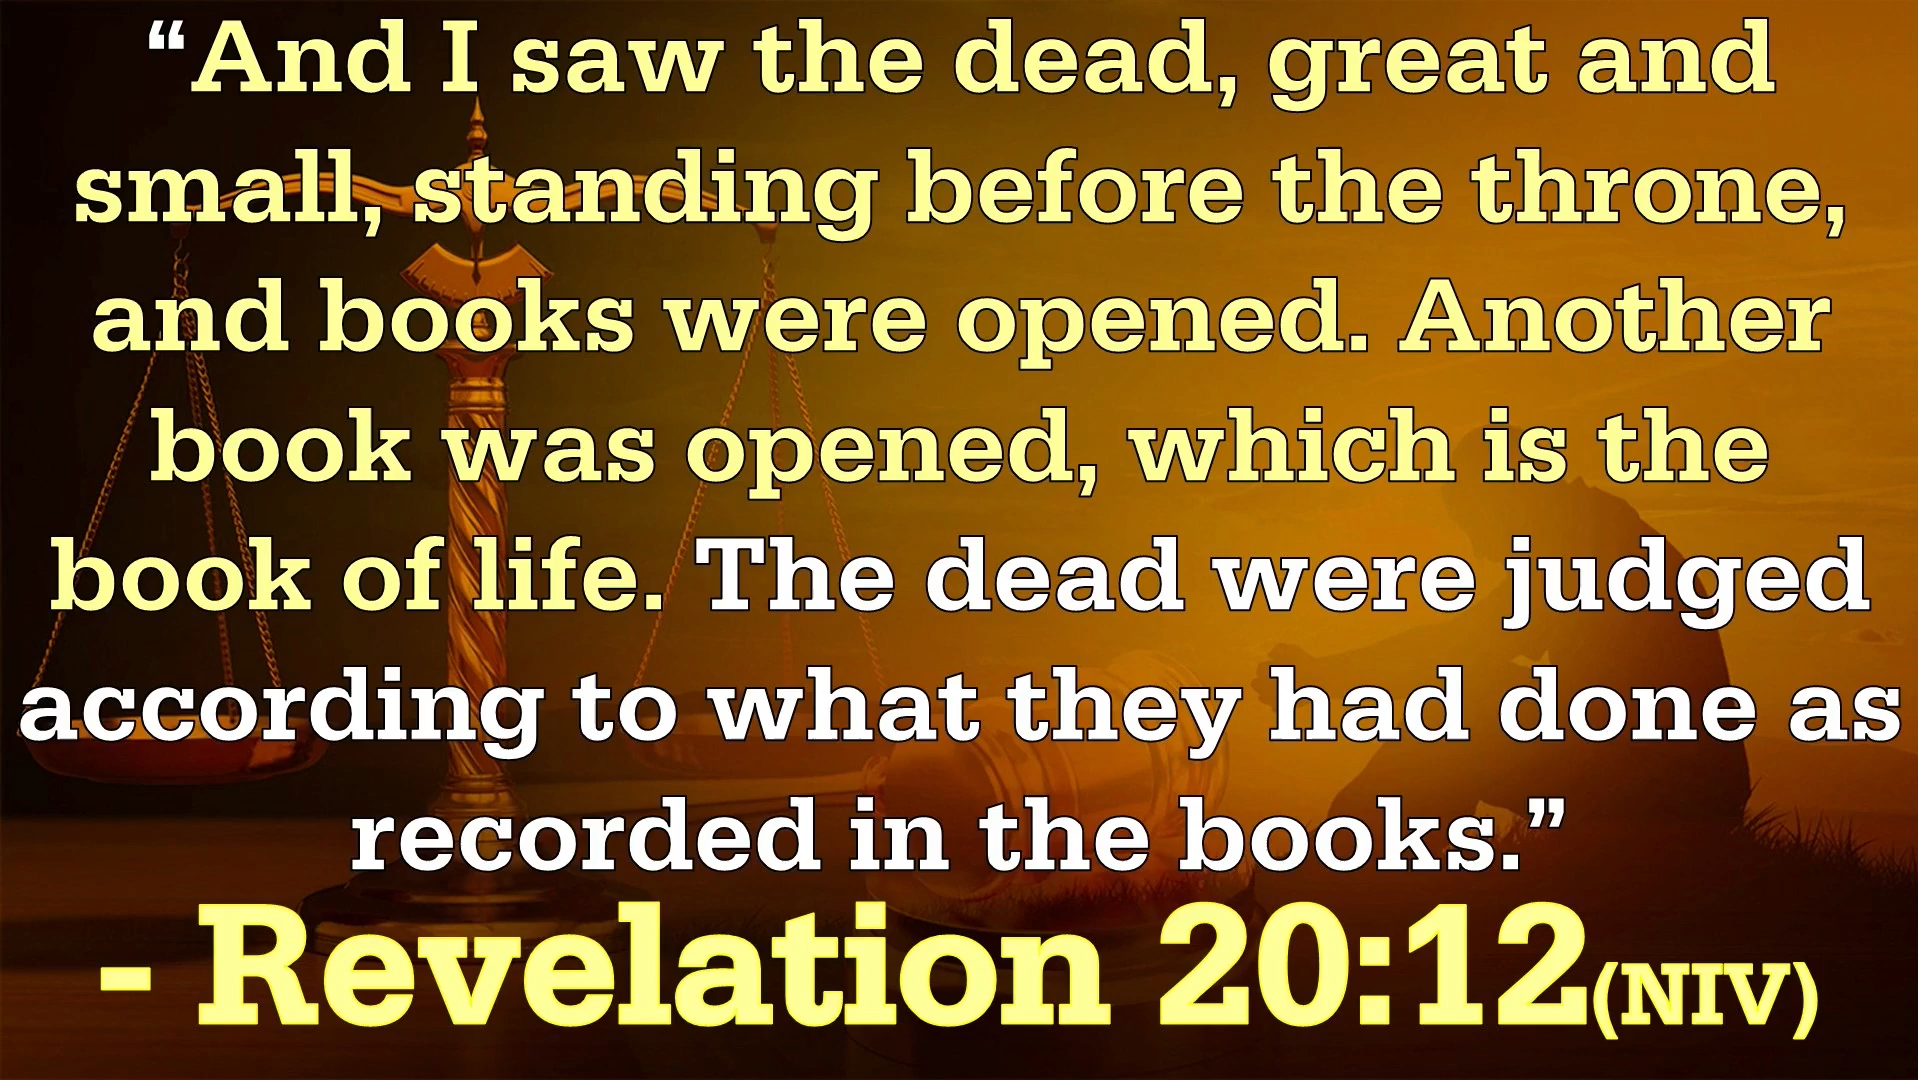 “And I saw the dead, great and
small, standing before the throne,
and books were opened. Another
book was opened, which is the
book of life. The dead were judged
according to what they had done as
recorded in the books.”
- Revelation 20:12(NIV)